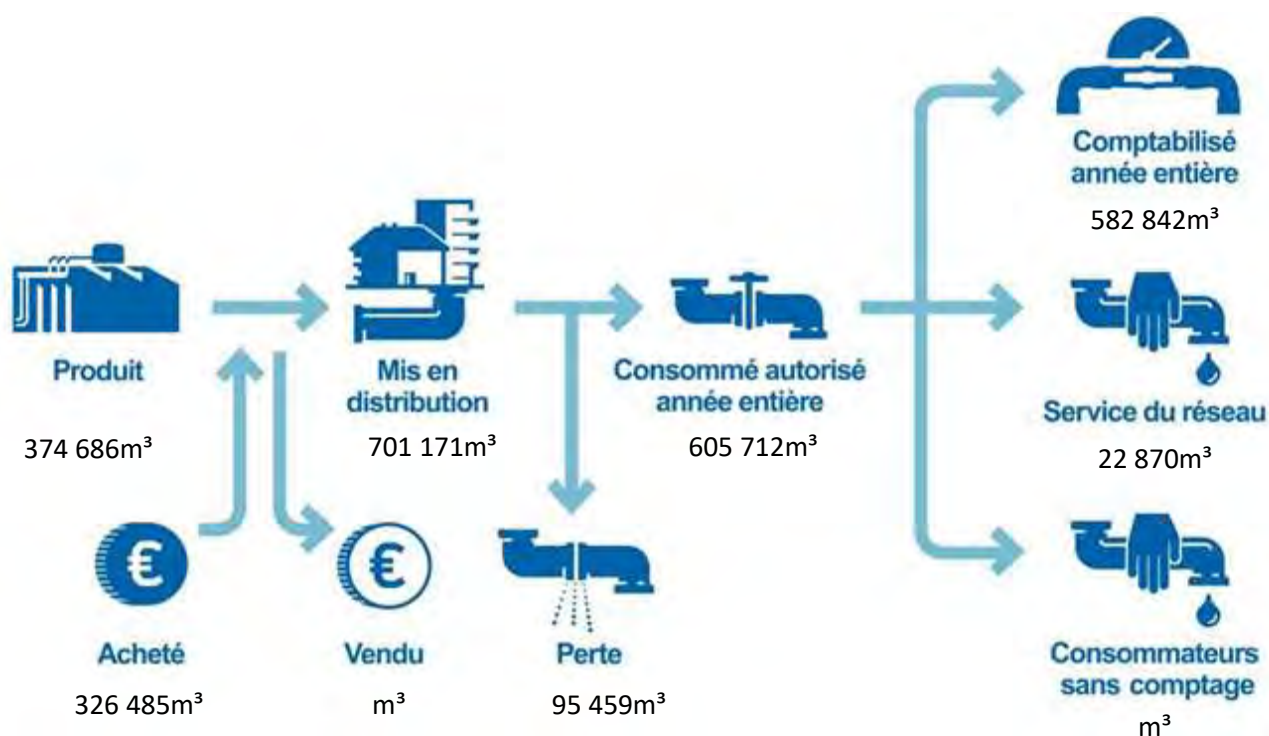 Comptabilisé
année entière
582 842m³
Produit
374 686m³
Mis en
distribution
701 171m³
Consommé autorisé
année entière
605 712m³
Service du réseau
22 870m³
€
Acheté
326 485m³
€
Vendu
m³
Perte
95 459m³
Consommateurs
sans comptage
m³